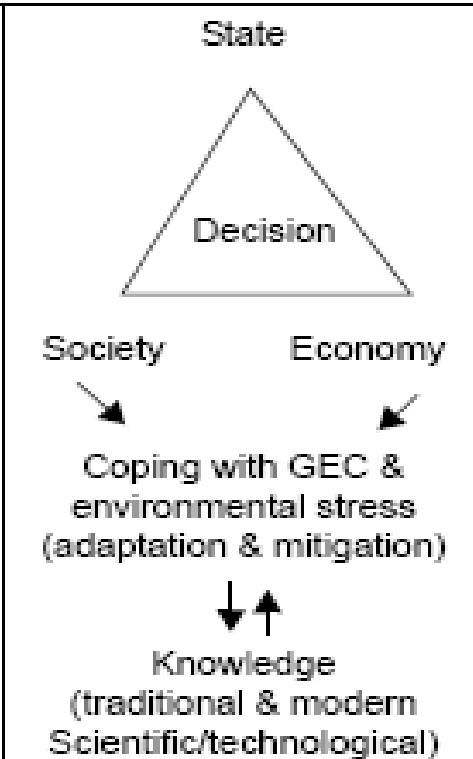 State
Decision
Society Economy
Coping with GEC &
environmental stress
(adaptation & mitigation)
Knowledge
(traditional & modern
Scientific/technological)